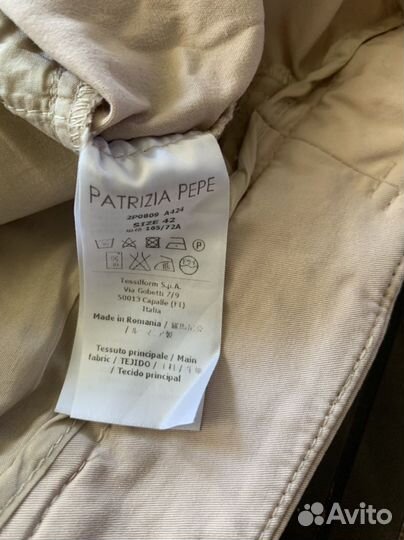 PATRIZIA PEPE
2P0809 A424
SIZE 42
165/72A
Tessilform S.p.A.
Via Gobetti 7/9
50013 Capalle (FI)
Italia
Made in Romania /
Tessuto principale / Main
fabric / TEJIDO /
/ Tecido principal
Avito